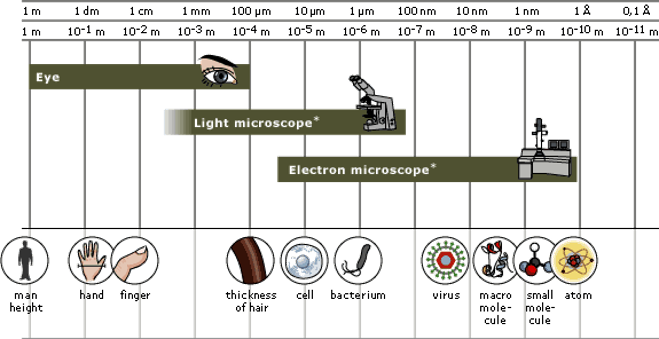 1 m 1 dm 1 cm 1 mm 100 µm 10 µm 1 µm 100 nm 10 nm 1 nm 1 Å 0,1 Å
1 m 10⁻¹ m 10⁻² m 10⁻³ m 10⁻⁴ m 10⁻⁵ m 10⁻⁶ m 10⁻⁷ m 10⁻⁸ m 10⁻⁹ m 10⁻¹⁰ m 10⁻¹¹ m
Eye
Light microscope*
Electron microscope*
man
height
hand
finger
thickness
of hair
cell
bacterium
virus
macro
mole-
cule
small
mole-
cule
atom